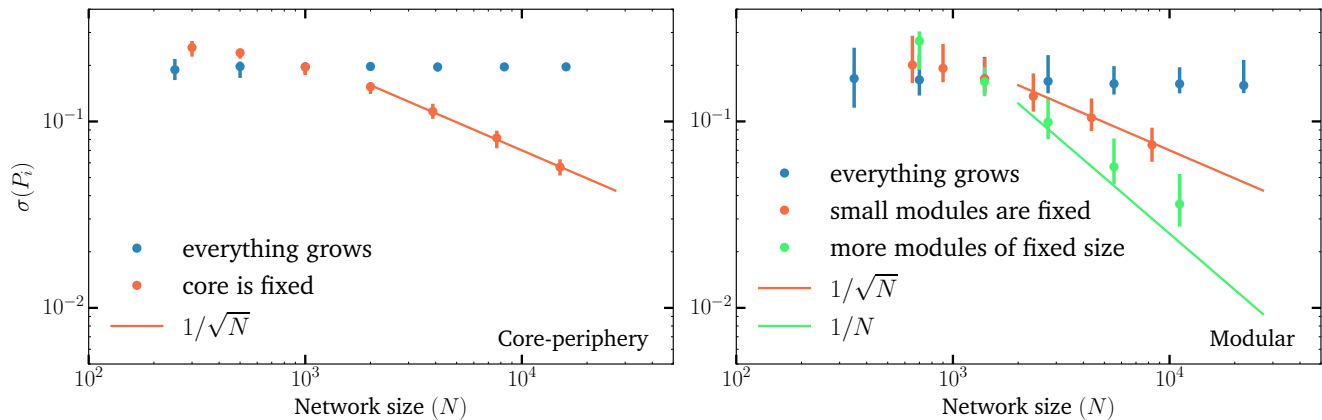 σ(P_i)
10^{-1}
10^{-2}
everything grows
core is fixed
1/√N
Core-periphery
10^2
10^3
10^4
Network size (N)
10^{-1}
10^{-2}
everything grows
small modules are fixed
more modules of fixed size
1/√N
1/N
Modular
10^2
10^3
10^4
Network size (N)